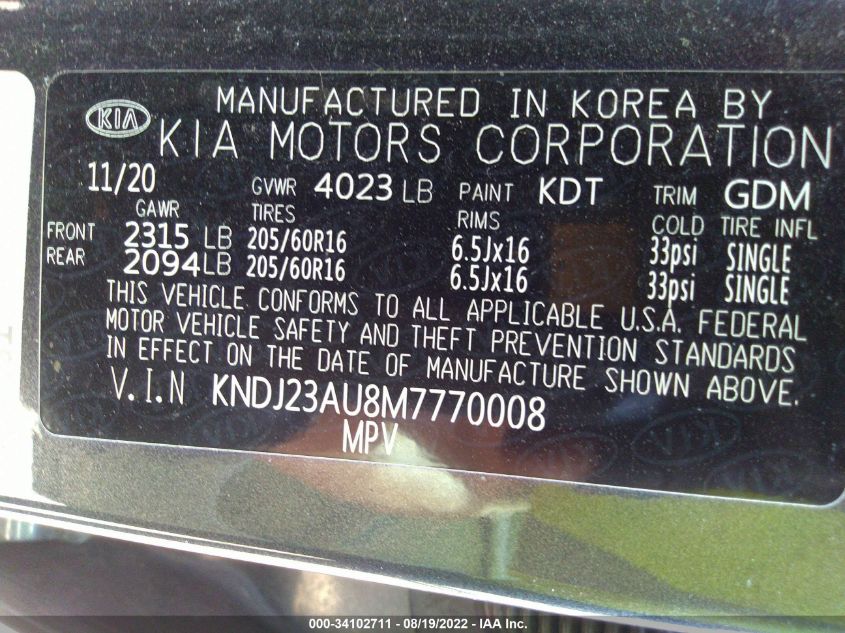 KIA
MANUFACTURED IN KOREA BY
KIA MOTORS CORPORATION
11/20 GVWR 4023 LB PAINT KDT TRIM GDM
GAWR TIRES RIMS COLD TIRE INFL
FRONT 2315 LB 205/60R16 6.5Jx16 33psi SINGLE
REAR 2094 LB 205/60R16 6.5Jx16 33psi SINGLE
THIS VEHICLE CONFORMS TO ALL APPLICABLE U.S.A. FEDERAL
MOTOR VEHICLE SAFETY AND THEFT PREVENTION STANDARDS
IN EFFECT ON THE DATE OF MANUFACTURE SHOWN ABOVE.
V.I.N KNDJ23AU8M7770008
MPV
000-34102711 - 08/19/2022 - IAA Inc.